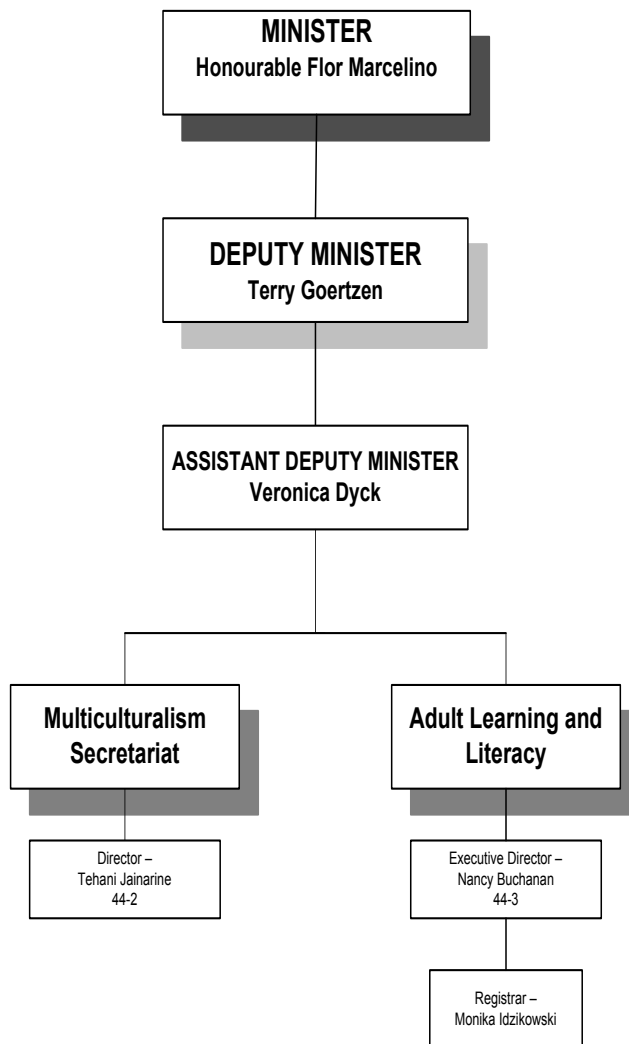 MINISTER
Honourable Flor Marcelino
DEPUTY MINISTER
Terry Goertzen
ASSISTANT DEPUTY MINISTER
Veronica Dyck
Multiculturalism
Secretariat
Director –
Tehani Jainarine
44-2
Adult Learning and
Literacy
Executive Director –
Nancy Buchanan
44-3
Registrar –
Monika Idzikowski